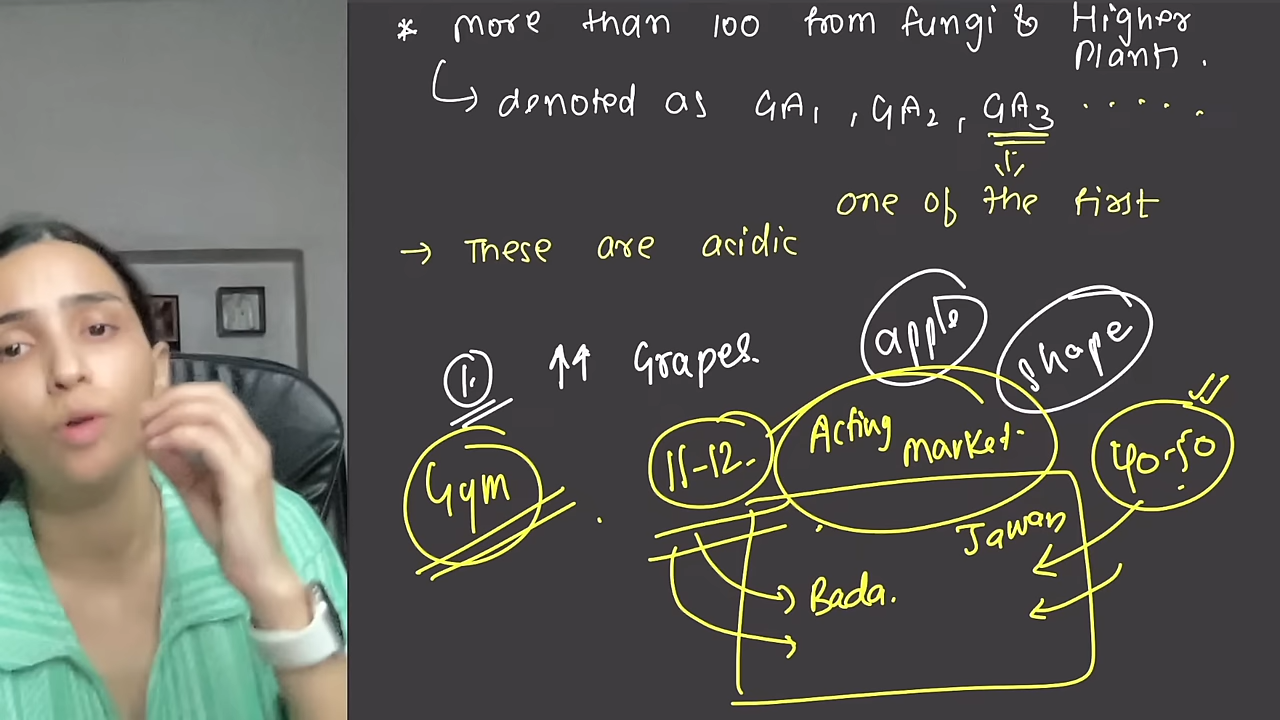 * more than 100 from fungi & Higher Plants.
↳ denoted as GA1, GA2, GA3 .....
one of the first
→ These are acidic
1. ↑↑ Grapes.
apple
shape
Gym
11-12.
Acting market.
40-50
Jawan
Bada.